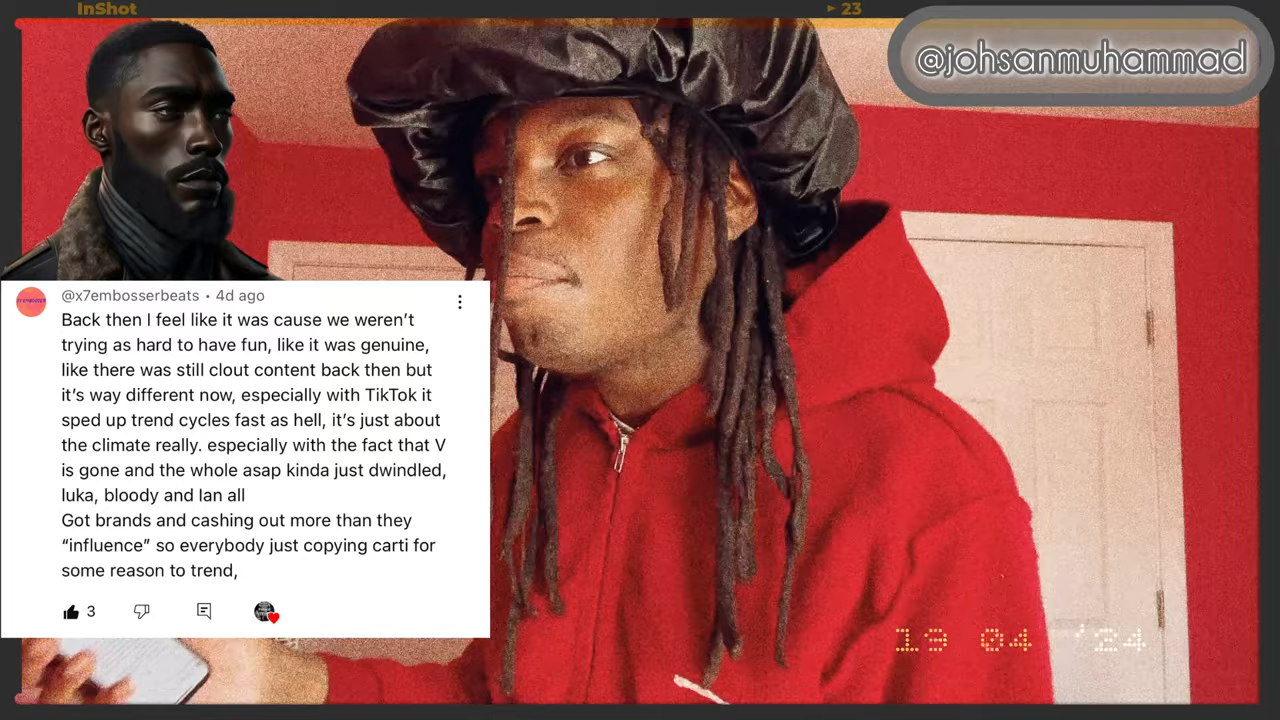 InShot
▸ 23
@johsanmuhammad
@x7embosserbeats • 4d ago
Back then I feel like it was cause we weren’t
trying as hard to have fun, like it was genuine,
like there was still clout content back then but
it’s way different now, especially with TikTok it
sped up trend cycles fast as hell, it’s just about
the climate really. especially with the fact that V
is gone and the whole asap kinda just dwindled,
luka, bloody and Ian all
Got brands and cashing out more than they
“influence” so everybody just copying carti for
some reason to trend,
3
19 04 ’24